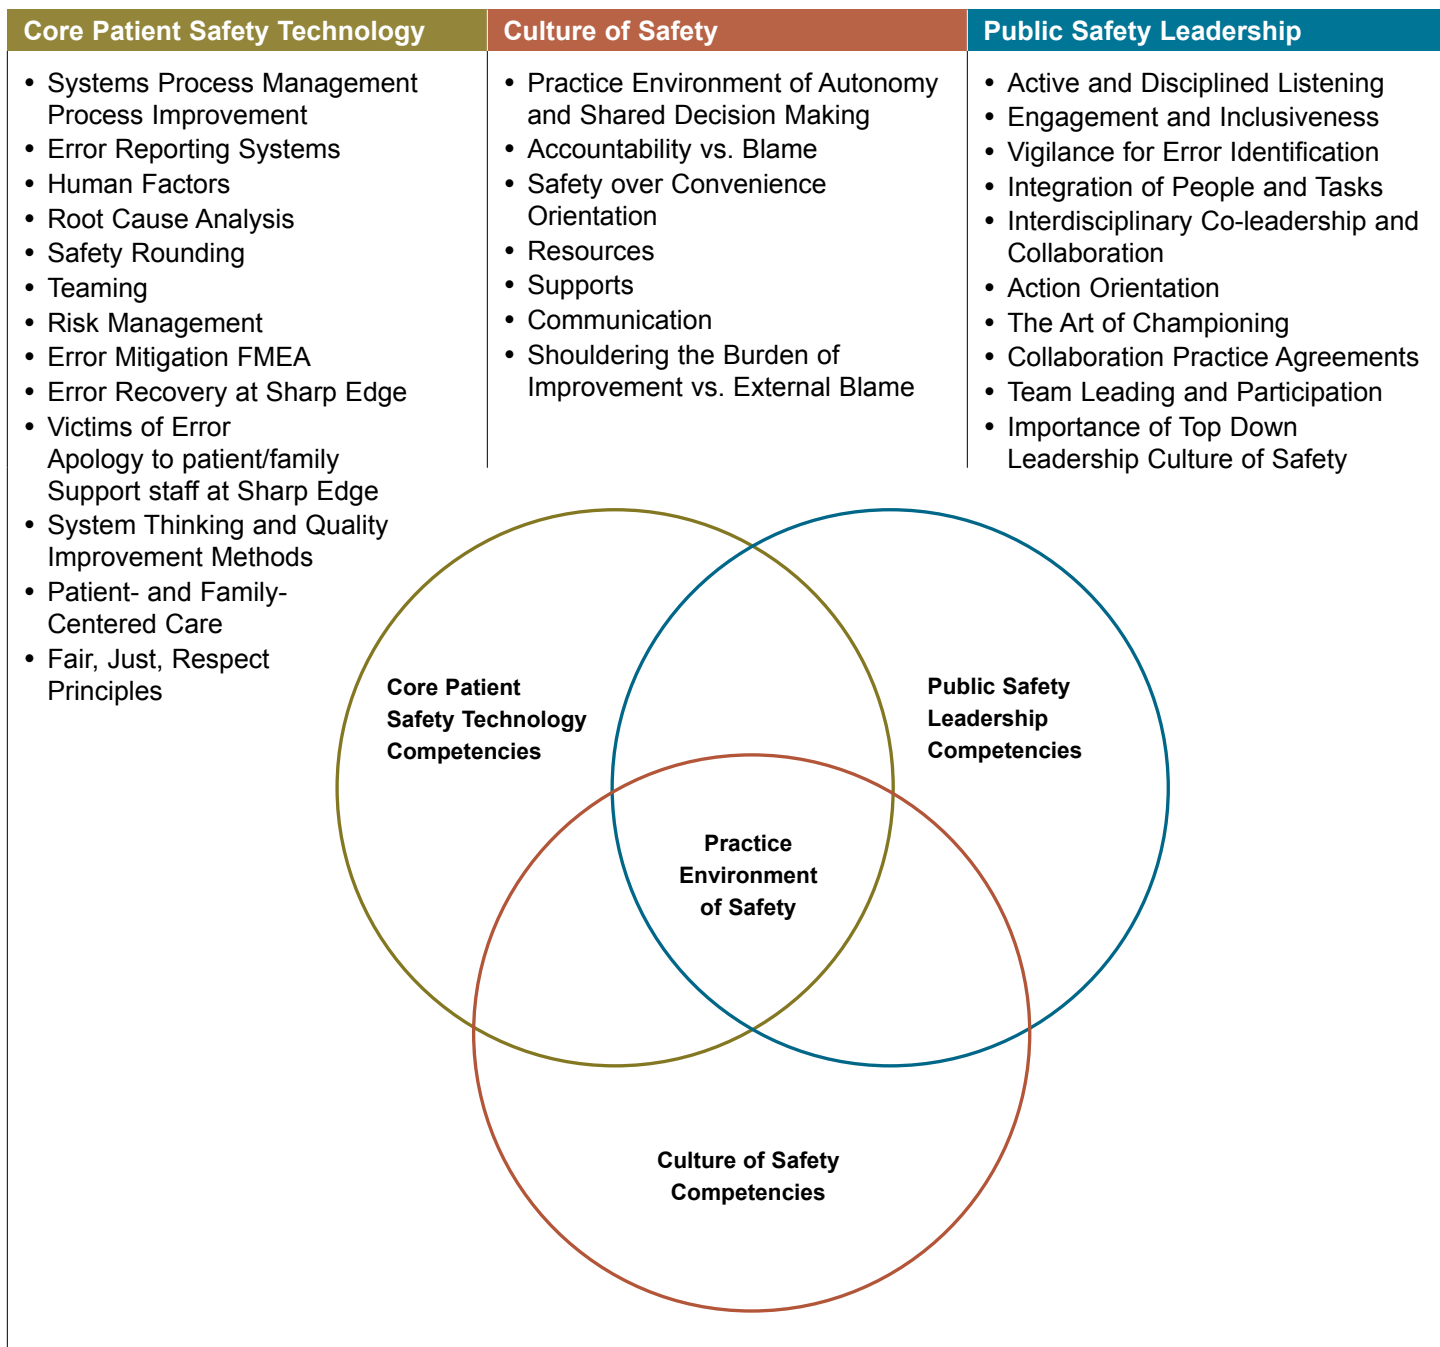 Core Patient Safety Technology
• Systems Process Management
Process Improvement
• Error Reporting Systems
• Human Factors
• Root Cause Analysis
• Safety Rounding
• Teaming
• Risk Management
• Error Mitigation FMEA
• Error Recovery at Sharp Edge
• Victims of Error
Apology to patient/family
Support staff at Sharp Edge
• System Thinking and Quality
Improvement Methods
• Patient- and Family-
Centered Care
• Fair, Just, Respect
Principles
Culture of Safety
• Practice Environment of Autonomy
and Shared Decision Making
• Accountability vs. Blame
• Safety over Convenience
Orientation
• Resources
• Supports
• Communication
• Shouldering the Burden of
Improvement vs. External Blame
Public Safety Leadership
• Active and Disciplined Listening
• Engagement and Inclusiveness
• Vigilance for Error Identification
• Integration of People and Tasks
• Interdisciplinary Co-leadership and
Collaboration
• Action Orientation
• The Art of Championing
• Collaboration Practice Agreements
• Team Leading and Participation
• Importance of Top Down
Leadership Culture of Safety
Core Patient
Safety Technology
Competencies
Public Safety
Leadership
Competencies
Practice
Environment
of Safety
Culture of Safety
Competencies